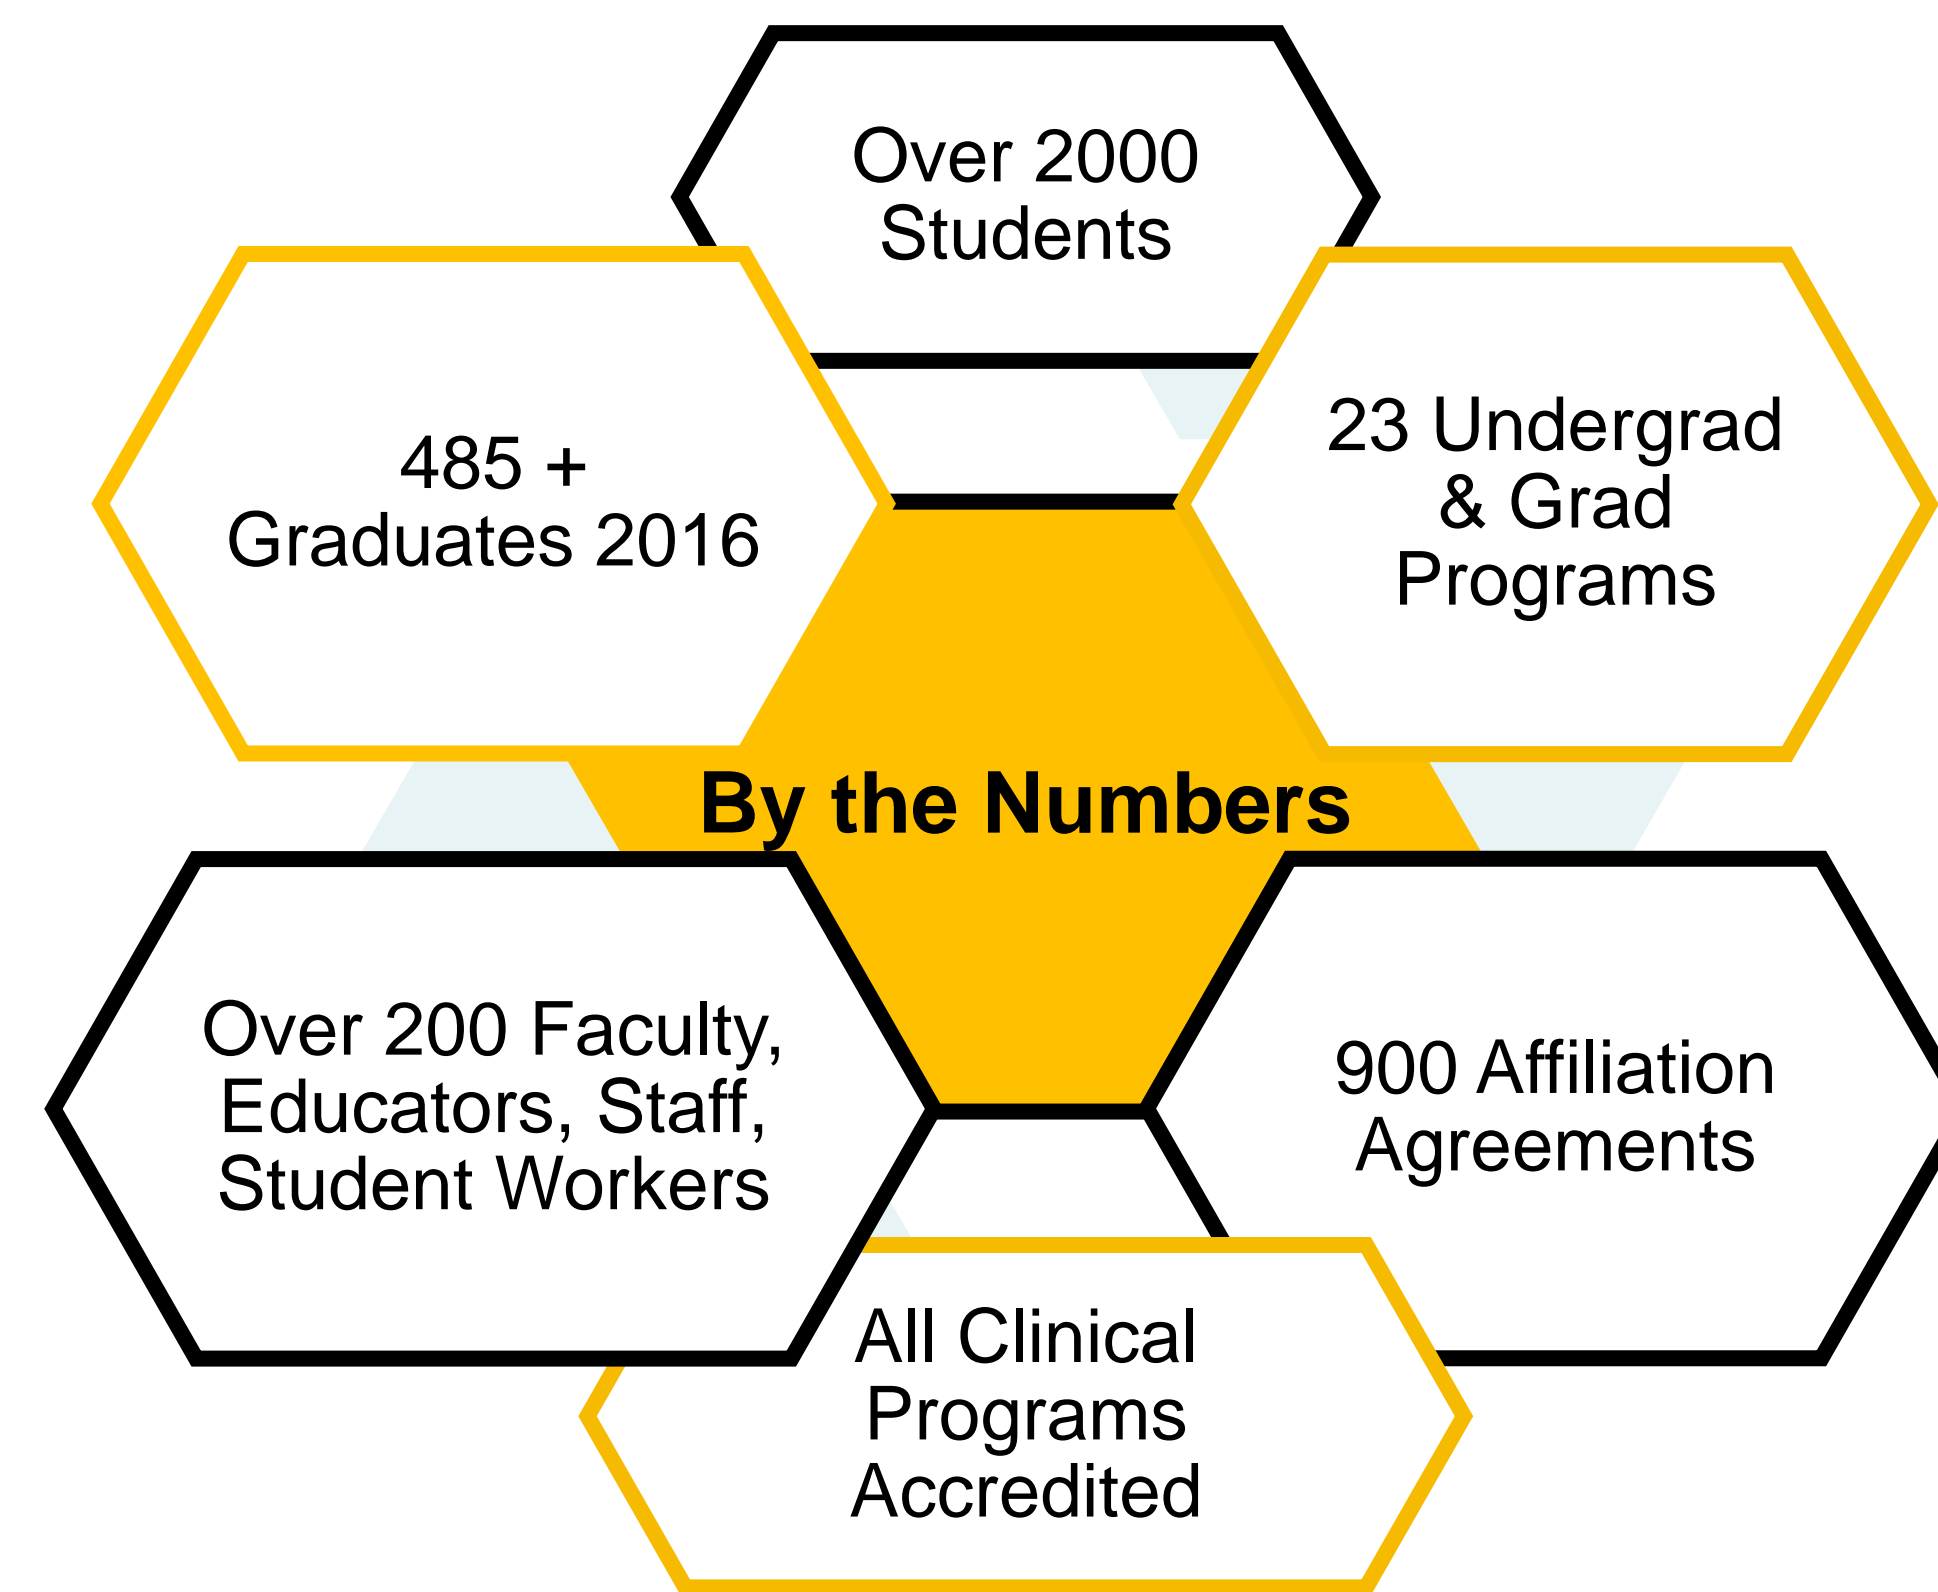 Over 2000
Students
23 Undergrad
& Grad
Programs
485 +
Graduates 2016
By the Numbers
Over 200 Faculty,
Educators, Staff,
Student Workers
900 Affiliation
Agreements
All Clinical
Programs
Accredited